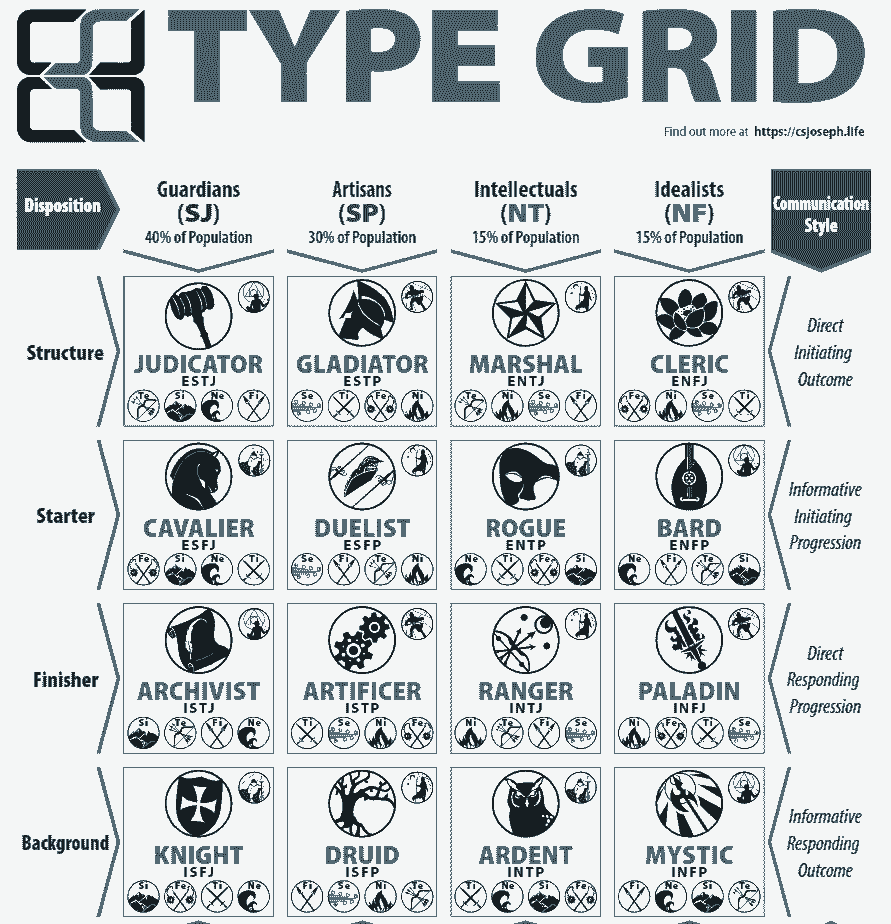 TYPE GRID
Find out more at https://csjoseph.life
Disposition
Guardians
(SJ)
40% of Population
Artisans
(SP)
30% of Population
Intellectuals
(NT)
15% of Population
Idealists
(NF)
15% of Population
Communication
Style
Structure
JUDICATOR
ESTJ
Te Si Ne Fi
GLADIATOR
ESTP
Se Ti Fe Ni
MARSHAL
ENTJ
Te Ni Se Fi
CLERIC
ENFJ
Fe Ni Se Ti
Direct
Initiating
Outcome
Starter
CAVALIER
ESFJ
Fe Si Ne Ti
DUELIST
ESFP
Se Fi Te Ni
ROGUE
ENTP
Ne Ti Fe Si
BARD
ENFP
Ne Fi Te Si
Informative
Initiating
Progression
Finisher
ARCHIVIST
ISTJ
Si Te Fi Ne
ARTIFICER
ISTP
Ti Se Ni Fe
RANGER
INTJ
Ni Te Fi Se
PALADIN
INFJ
Ni Fe Ti Se
Direct
Responding
Progression
Background
KNIGHT
ISFJ
Si Fe Ti Ne
DRUID
ISFP
Fi Se Ni Te
ARDENT
INTP
Ti Ne Si Fe
MYSTIC
INFP
Fi Ne Si Te
Informative
Responding
Outcome